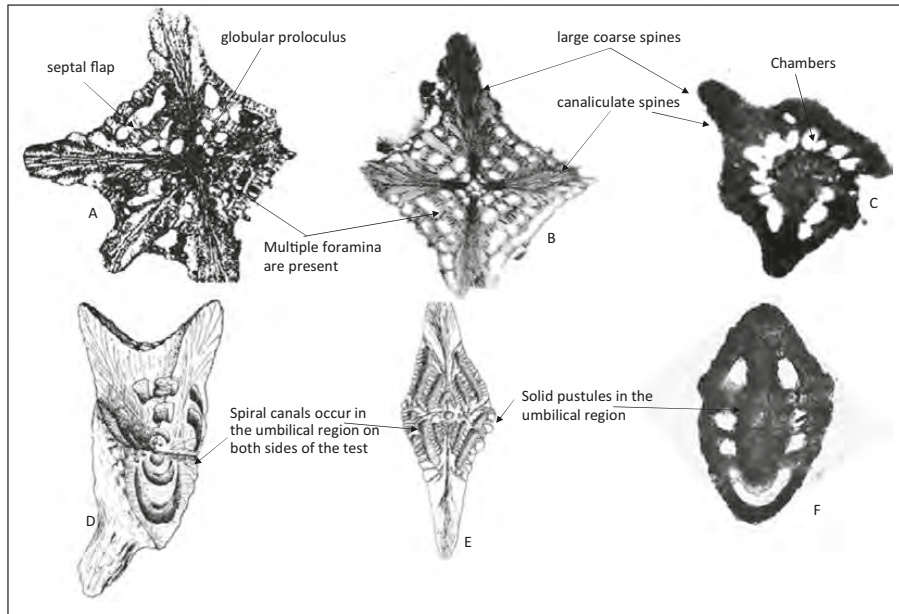 globular proloculus
septal flap
large coarse spines
Chambers
canaliculate spines
A
B
C
Multiple foramina
are present
Spiral canals occur in
the umbilical region on
both sides of the test
Solid pustules in the
umbilical region
D
E
F